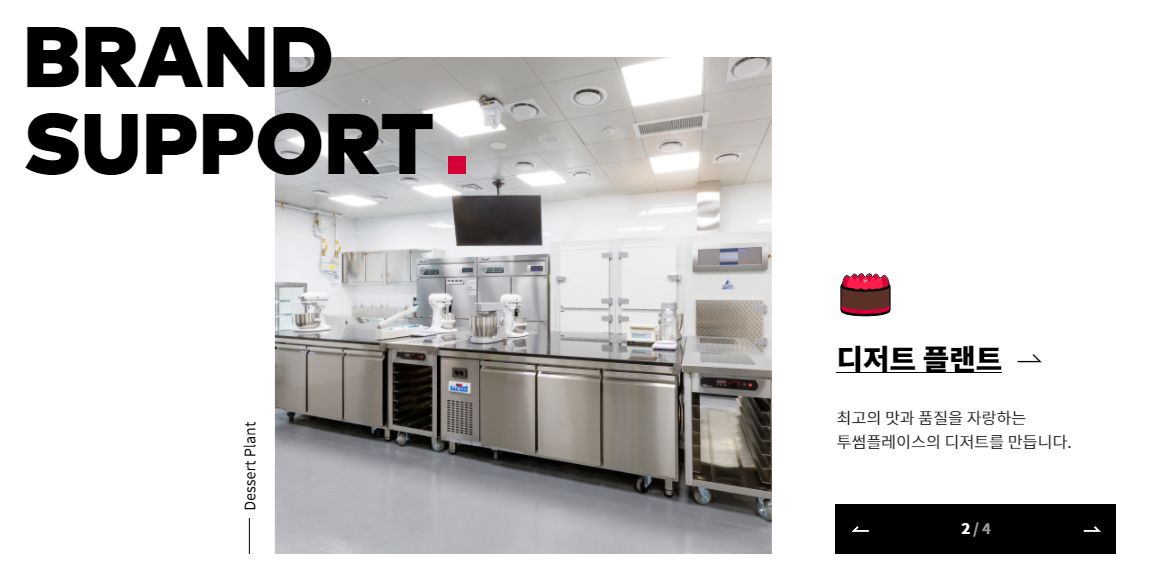 BRAND
SUPPORT.
Dessert Plant
디저트 플랜트
최고의 맛과 품질을 자랑하는
투썸플레이스의 디저트를 만듭니다.
2 / 4